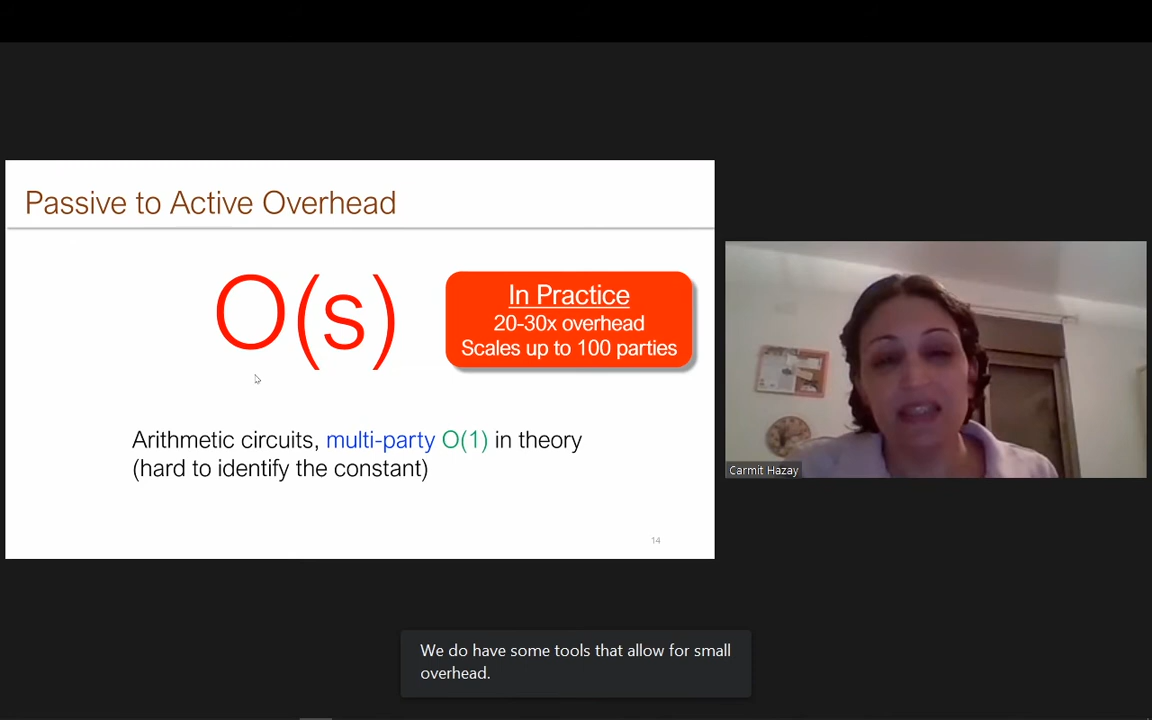 Passive to Active Overhead
O(s)
In Practice
20-30x overhead
Scales up to 100 parties
Arithmetic circuits, multi-party O(1) in theory
(hard to identify the constant)
14
Carmit Hazay
We do have some tools that allow for small
overhead.